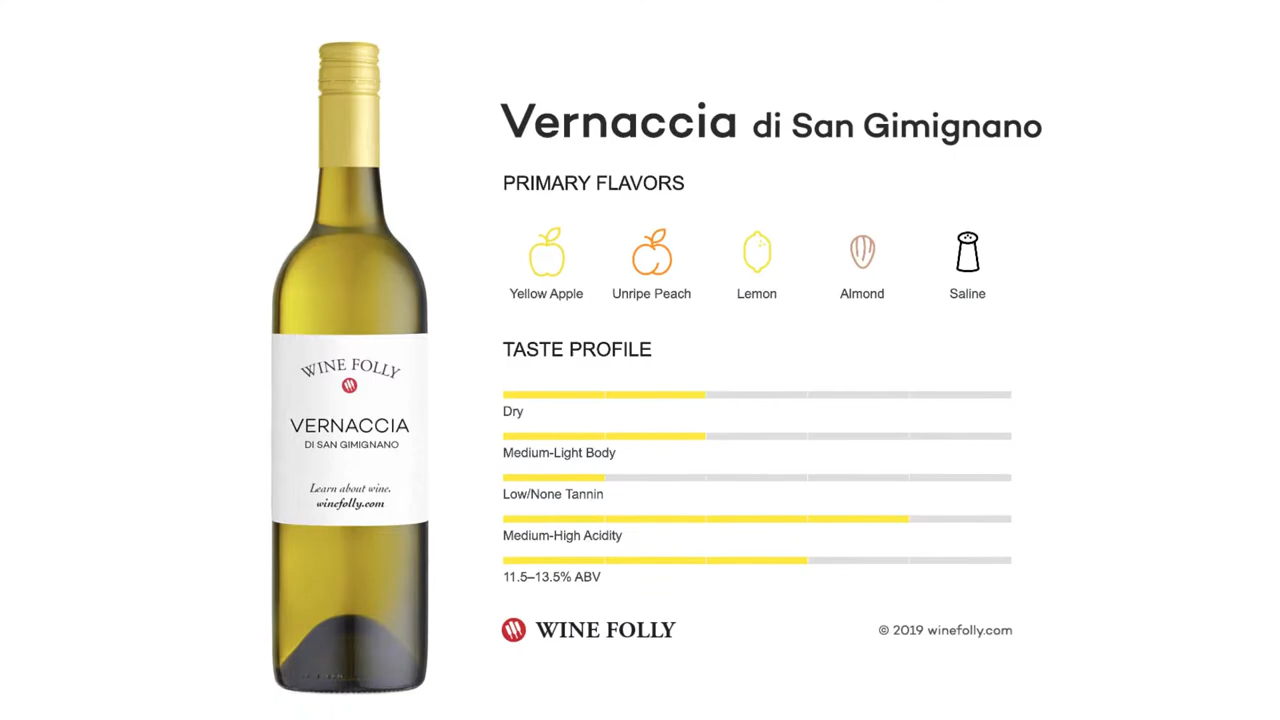 Vernaccia di San Gimignano
PRIMARY FLAVORS
Yellow Apple
Unripe Peach
Lemon
Almond
Saline
TASTE PROFILE
Dry
Medium-Light Body
Low/None Tannin
Medium-High Acidity
11.5–13.5% ABV
WINE FOLLY
© 2019 winefolly.com
WINE FOLLY
VERNACCIA
DI SAN GIMIGNANO
Learn about wine.
winefolly.com